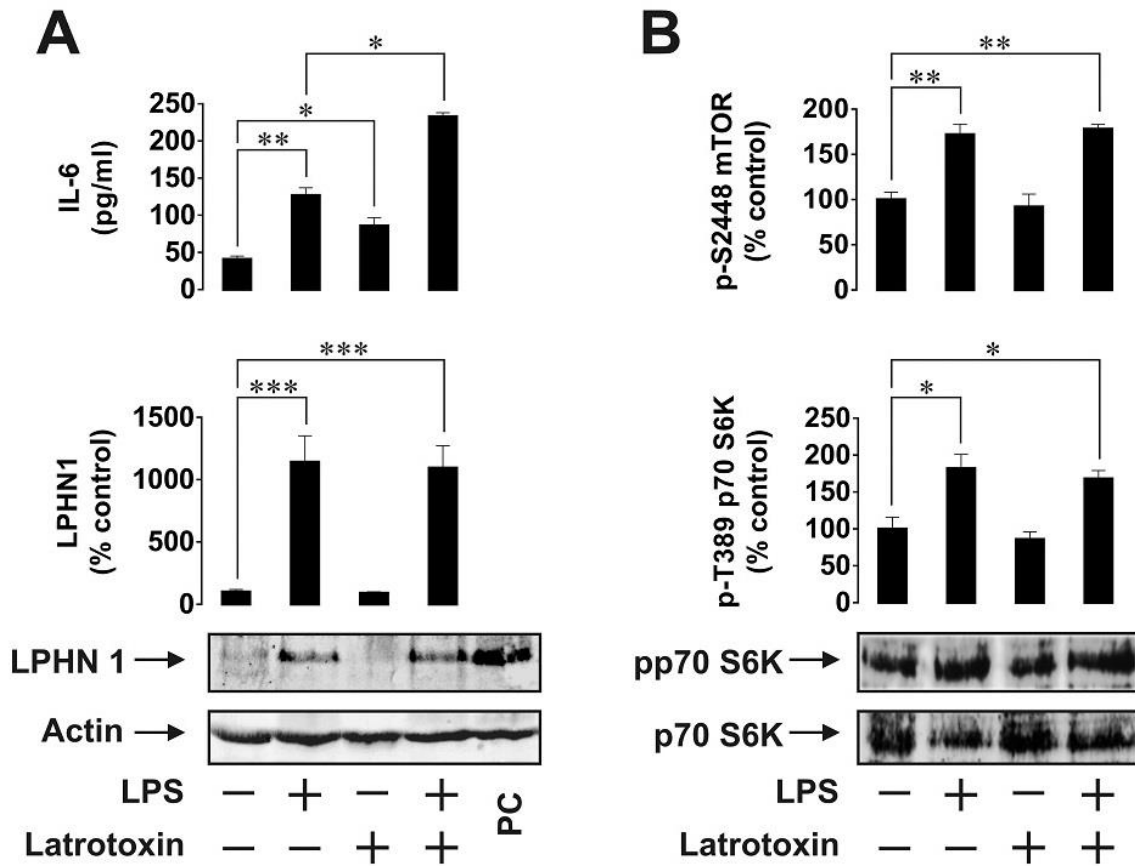 A
*
*
**
250
200
150
100
50
0
IL-6
(pg/ml)
***
***
1500
1000
500
0
LPHN1
(% control)
LPHN 1
Actin
LPS − + − +
Latrotoxin − − + +
PC
B
**
**
200
150
100
50
0
p-S2448 mTOR
(% control)
*
*
250
200
150
100
50
0
p-T389 p70 S6K
(% control)
pp70 S6K
p70 S6K
LPS − + − +
Latrotoxin − − + +